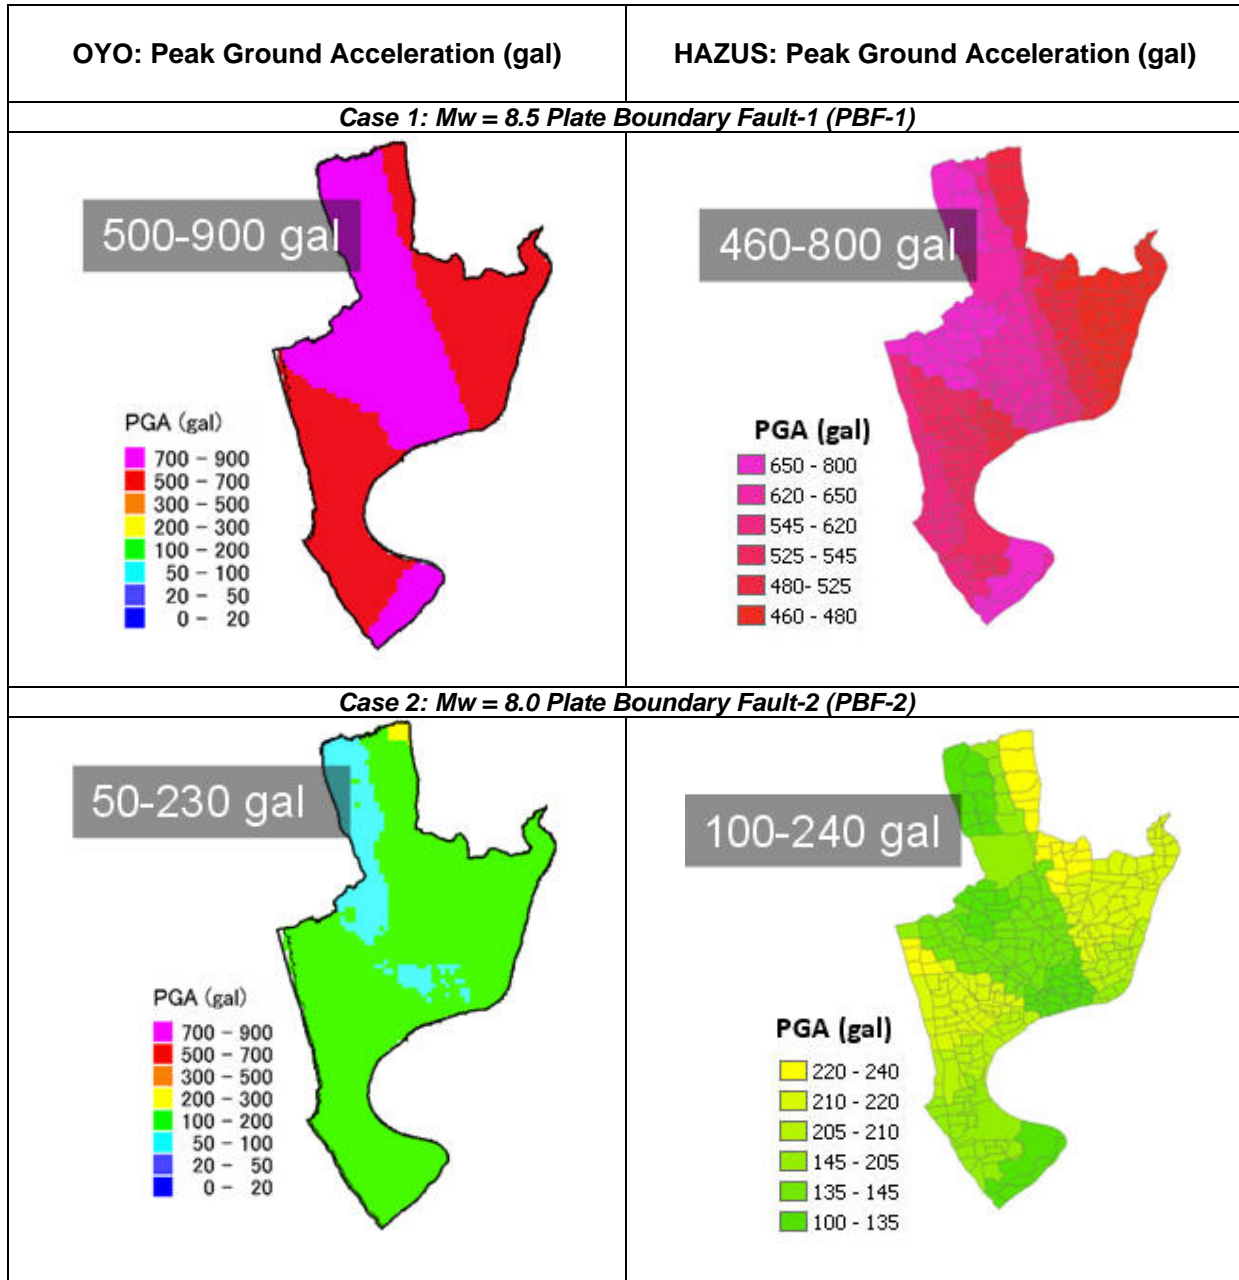 OYO: Peak Ground Acceleration (gal)
HAZUS: Peak Ground Acceleration (gal)
Case 1: Mw = 8.5 Plate Boundary Fault-1 (PBF-1)
500-900 gal
PGA (gal)
700 - 900
500 - 700
300 - 500
200 - 300
100 - 200
50 - 100
20 - 50
0 - 20
460-800 gal
PGA (gal)
650 - 800
620 - 650
545 - 620
525 - 545
480- 525
460 - 480
Case 2: Mw = 8.0 Plate Boundary Fault-2 (PBF-2)
50-230 gal
PGA (gal)
700 - 900
500 - 700
300 - 500
200 - 300
100 - 200
50 - 100
20 - 50
0 - 20
100-240 gal
PGA (gal)
220 - 240
210 - 220
205 - 210
145 - 205
135 - 145
100 - 135